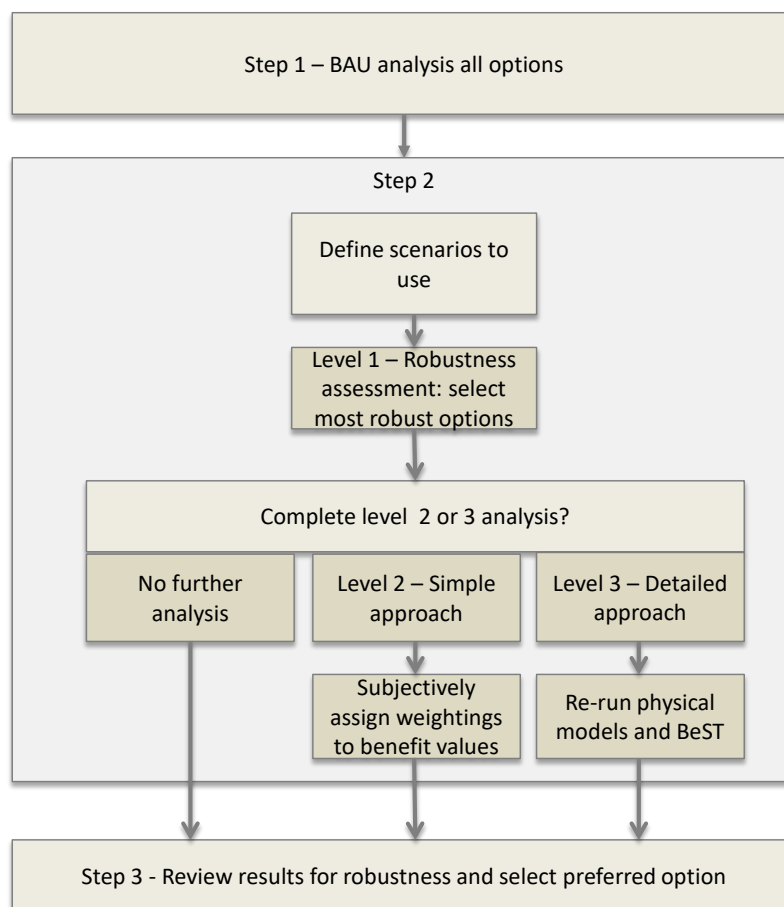 Step 1 – BAU analysis all options
Step 2
Define scenarios to
use
Level 1 – Robustness
assessment: select
most robust options
Complete level  2 or 3 analysis?
No further
analysis
Level 2 – Simple
approach
Level 3 – Detailed
approach
Subjectively
assign weightings
to benefit values
Re-run physical
models and BeST
Step 3 - Review results for robustness and select preferred option